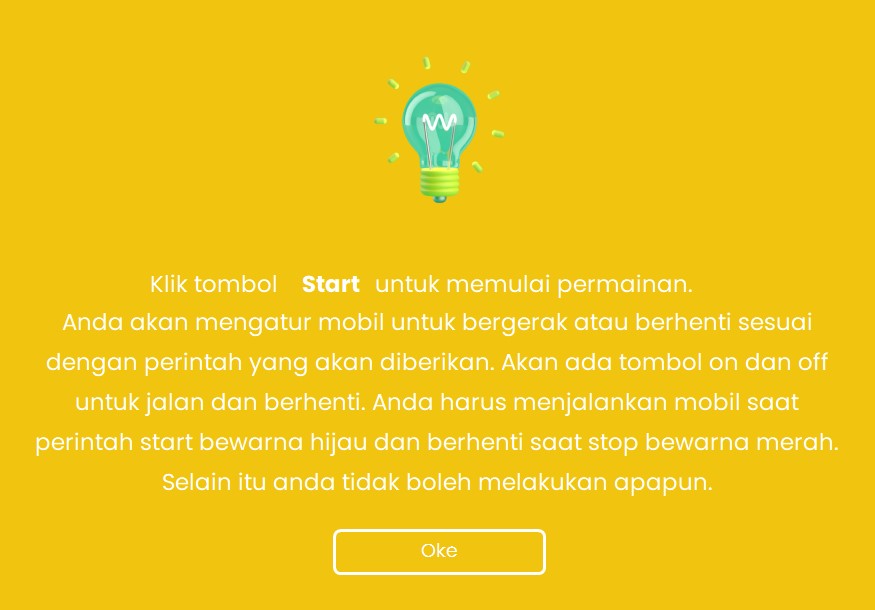 Klik tombol Start untuk memulai permainan.
Anda akan mengatur mobil untuk bergerak atau berhenti sesuai
dengan perintah yang akan diberikan. Akan ada tombol on dan off
untuk jalan dan berhenti. Anda harus menjalankan mobil saat
perintah start bewarna hijau dan berhenti saat stop bewarna merah.
Selain itu anda tidak boleh melakukan apapun.
Oke